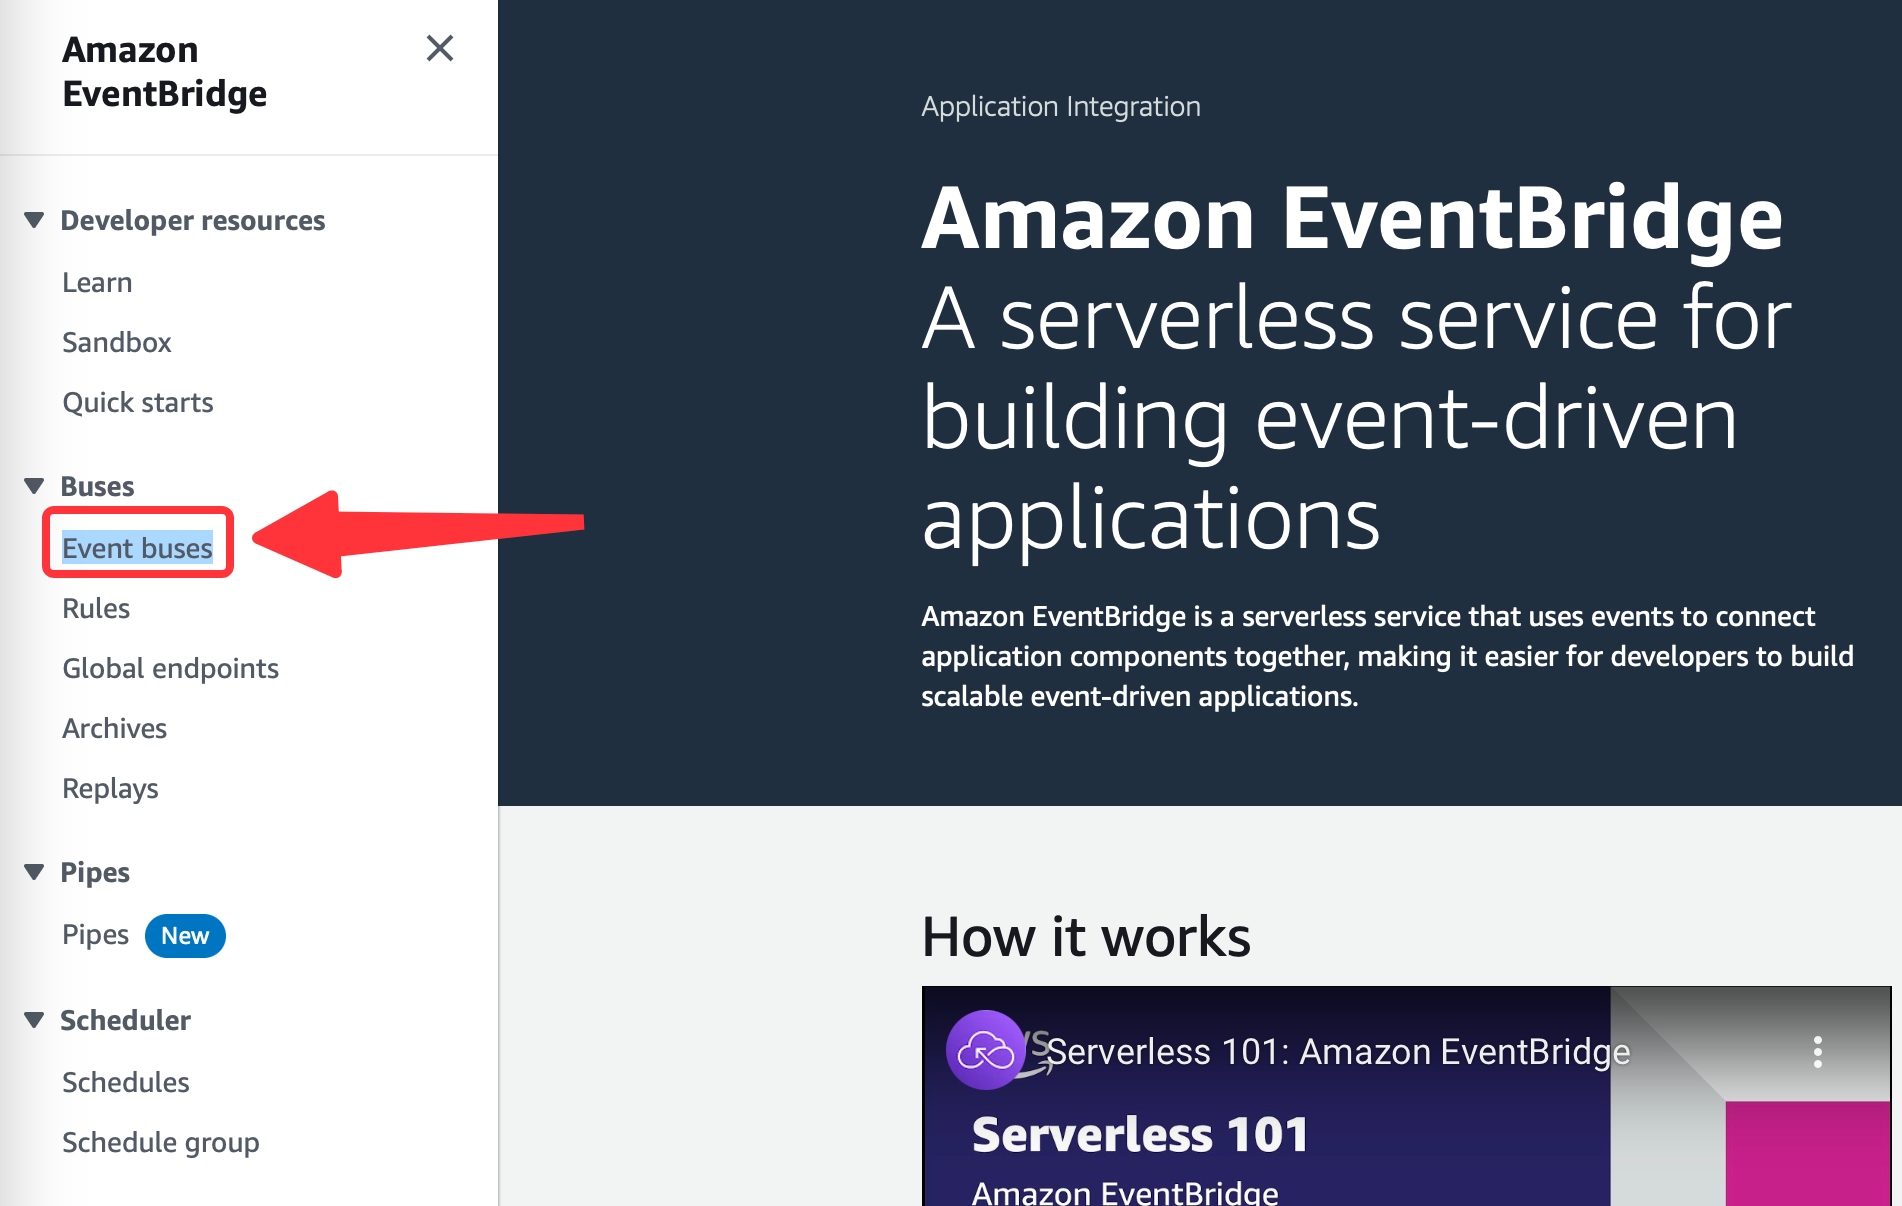 Amazon
EventBridge
Developer resources
Learn
Sandbox
Quick starts
Buses
Event buses
Rules
Global endpoints
Archives
Replays
Pipes
Pipes New
Scheduler
Schedules
Schedule group
Application Integration
Amazon EventBridge
A serverless service for
building event-driven
applications
Amazon EventBridge is a serverless service that uses events to connect
application components together, making it easier for developers to build
scalable event-driven applications.
How it works
Serverless 101: Amazon EventBridge
Serverless 101
Amazon EventBridge